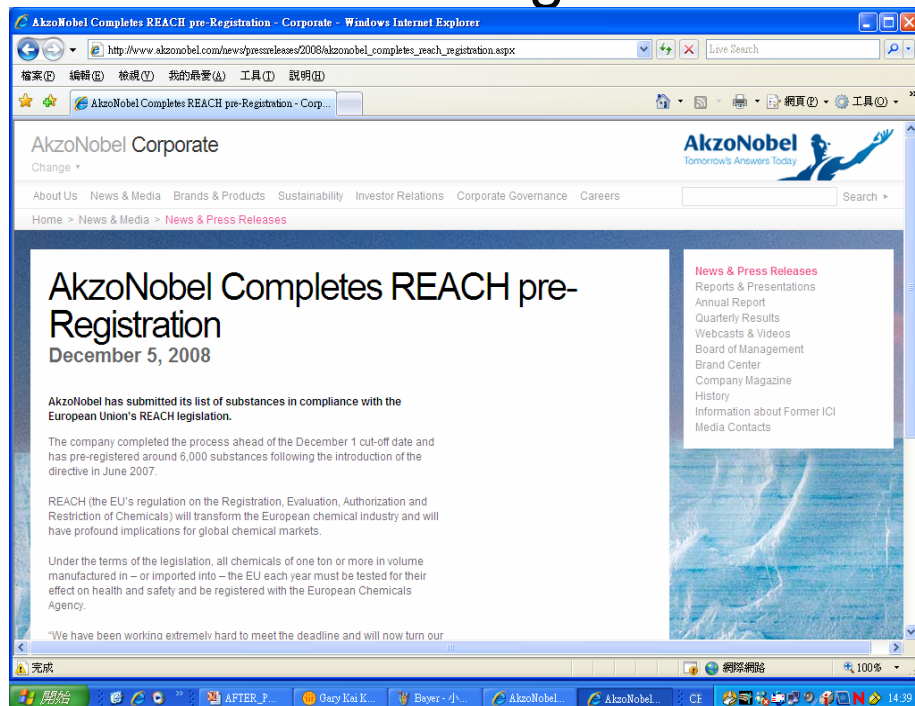 AkzoNobel Completes REACH pre-Registration - Corporate - Windows Internet Explorer
http://www.akzonobel.com/news/pressreleases/2008/akzonobel_completes_reach_registration.aspx
Live Search
檔案(F) 編輯(E) 檢視(V) 我的最愛(A) 工具(T) 說明(H)
AkzoNobel Completes REACH pre-Registration - Corp...
網頁(P) 工具(O)
AkzoNobel Corporate
Change
AkzoNobel
Tomorrow's Answers Today
About Us News & Media Brands & Products Sustainability Investor Relations Corporate Governance Careers
Search
Home > News & Media > News & Press Releases
AkzoNobel Completes REACH pre-
Registration
December 5, 2008
AkzoNobel has submitted its list of substances in compliance with the
European Union's REACH legislation.
The company completed the process ahead of the December 1 cut-off date and
has pre-registered around 6,000 substances following the introduction of the
directive in June 2007.
REACH (the EU's regulation on the Registration, Evaluation, Authorization and
Restriction of Chemicals) will transform the European chemical industry and will
have profound implications for global chemical markets.
Under the terms of the legislation, all chemicals of one ton or more in volume
manufactured in – or imported into – the EU each year must be tested for their
effect on health and safety and be registered with the European Chemicals
Agency.
"We have been working extremely hard to meet the deadline and will now turn our
News & Press Releases
Reports & Presentations
Annual Report
Quarterly Results
Webcasts & Videos
Board of Management
Brand Center
Company Magazine
History
Information about Former ICI
Media Contacts
完成
網際網路
100%
開始
AFTER_P...
Gary Kai K...
Bayer - 小...
AkzoNobel...
AkzoNobel...
CE
14:39